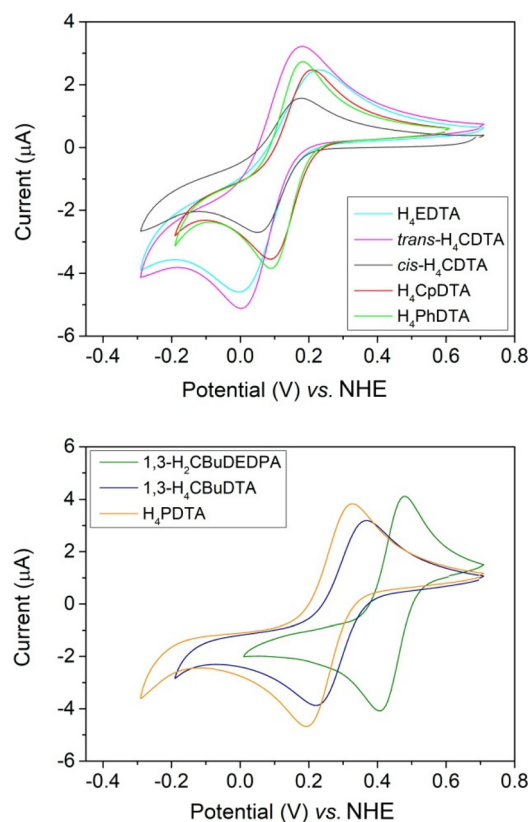 4
2
0
-2
-4
-6
Current (μA)
H₄EDTA
trans-H₄CDTA
cis-H₄CDTA
H₄CpDTA
H₄PhDTA
-0.4 -0.2 0.0 0.2 0.4 0.6 0.8
Potential (V) vs. NHE
6
4
2
0
-2
-4
-6
Current (μA)
1,3-H₂CBuDEDPA
1,3-H₄CBuDTA
H₄PDTA
-0.4 -0.2 0.0 0.2 0.4 0.6 0.8
Potential (V) vs. NHE